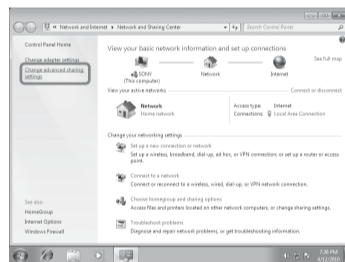 « Network and Internet ▸ Network and Sharing Center
Search Control Panel
Control Panel Home
Change adapter settings
Change advanced sharing
settings
View your basic network information and set up connections
See full map
SONY
(This computer)
Network
Internet
View your active networks
Connect or disconnect
Network
Home network
Access type: Internet
Connections: Local Area Connection
Change your networking settings
Set up a new connection or network
Set up a wireless, broadband, dial-up, ad hoc, or VPN connection; or set up a router or access
point.
Connect to a network
Connect or reconnect to a wireless, wired, dial-up, or VPN network connection.
Choose homegroup and sharing options
Access files and printers located on other network computers, or change sharing settings.
Troubleshoot problems
Diagnose and repair network problems, or get troubleshooting information.
See also
HomeGroup
Internet Options
Windows Firewall
7:36 PM
4/12/2010